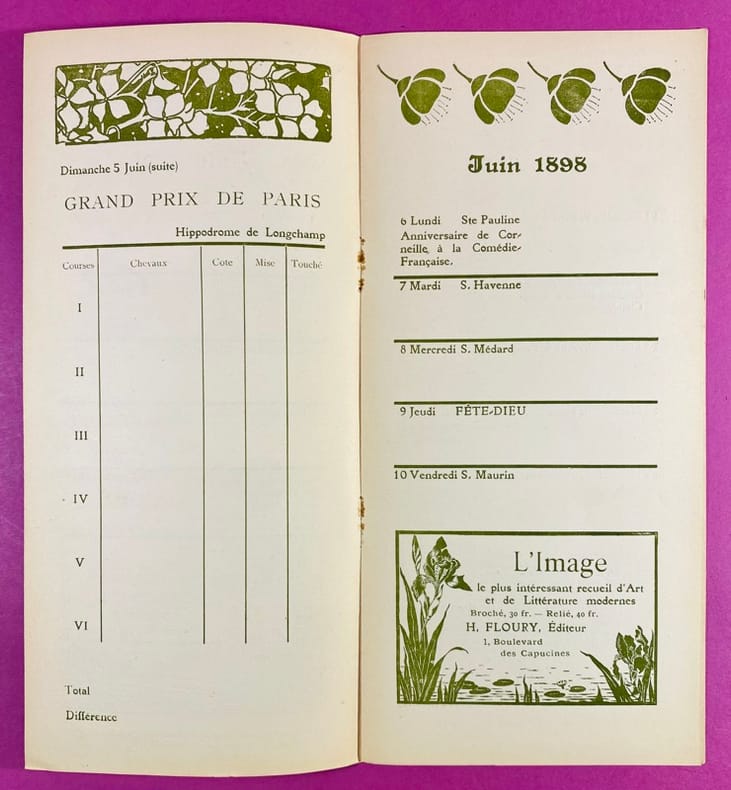 Dimanche 5 Juin (suite)
GRAND PRIX DE PARIS
Hippodrome de Longchamp
Courses Chevaux Cote Mise Touché
I
II
III
IV
V
VI
Total
Différence
Juin 1898
6 Lundi Ste Pauline
Anniversaire de Cor-
neille, à la Comédie-
Française.
7 Mardi S. Havenne
8 Mercredi S. Médard
9 Jeudi FÊTE-DIEU
10 Vendredi S. Maurin
L'Image
le plus intéressant recueil d'Art
et de Littérature modernes
Broché, 30 fr. — Relié, 40 fr.
H. FLOURY, Éditeur
1, Boulevard
des Capucines